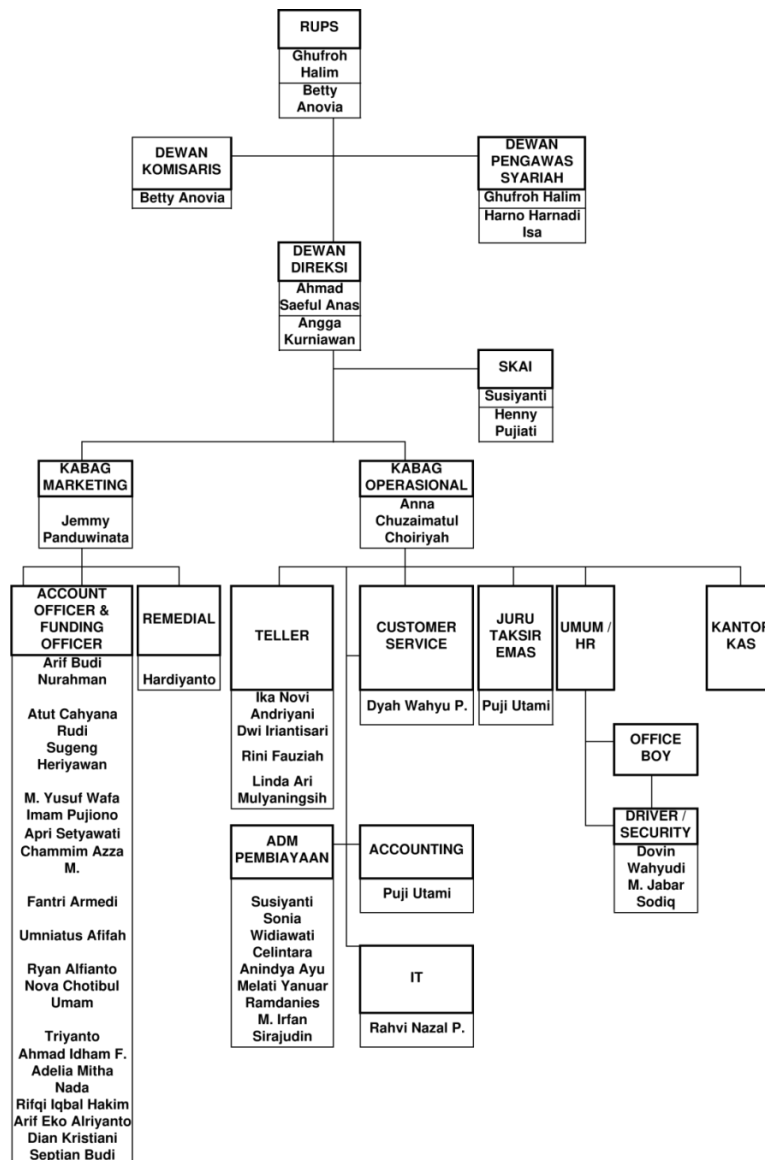 RUPS
Ghufroh
Halim
Betty
Anovia
DEWAN
KOMISARIS
Betty Anovia
DEWAN
PENGAWAS
SYARIAH
Ghufroh Halim
Harno Harnadi
Isa
DEWAN
DIREKSI
Ahmad
Saeful Anas
Angga
Kurniawan
SKAI
Susiyanti
Henny
Pujiati
KABAG
MARKETING
Jemmy
Panduwinata
KABAG
OPERASIONAL
Anna
Chuzaimatul
Choiriyah
ACCOUNT
OFFICER &
FUNDING
OFFICER
Arif Budi
Nurahman
Atut Cahyana
Rudi
Sugeng
Heriyawan
M. Yusuf Wafa
Imam Pujiono
Apri Setyawati
Chammim Azza
M.
Fantri Armedi
Umniatus Afifah
Ryan Alfianto
Nova Chotibul
Umam
Triyanto
Ahmad Idham F.
Adelia Mitha
Nada
Rifqi Iqbal Hakim
Arif Eko Alriyanto
Dian Kristiani
Septian Budi
REMEDIAL
Hardiyanto
TELLER
Ika Novi
Andriyani
Dwi Iriantisari
Rini Fauziah
Linda Ari
Mulyaningsih
CUSTOMER
SERVICE
Dyah Wahyu P.
JURU
TAKSIR
EMAS
Puji Utami
UMUM /
HR
KANTOR
KAS
OFFICE
BOY
DRIVER /
SECURITY
Dovin
Wahyudi
M. Jabar
Sodiq
ADM
PEMBIAYAAN
Susiyanti
Sonia
Widiawati
Celintara
Anindya Ayu
Melati Yanuar
Ramdanies
M. Irfan
Sirajudin
ACCOUNTING
Puji Utami
IT
Rahvi Nazal P.